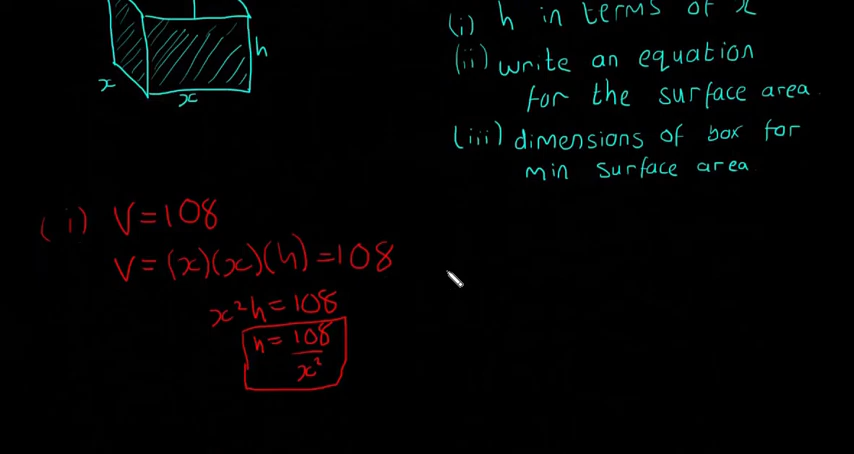 (i) h in terms of x
(ii) write an equation
for the surface area
(iii) dimensions of box for
min surface area
h
x
x
(i) V=108
V=(x)(x)(h)=108
x²h=108
h=108/x²